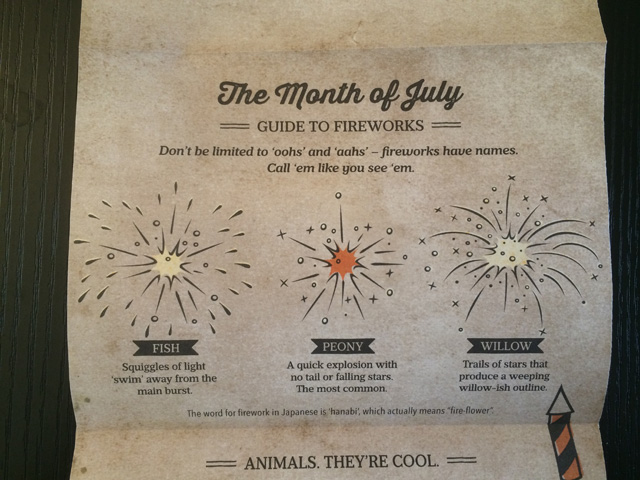 The Month of July
GUIDE TO FIREWORKS
Don't be limited to 'oohs' and 'aahs' – fireworks have names.
Call 'em like you see 'em.
FISH
Squiggles of light
'swim' away from the
main burst.
PEONY
A quick explosion with
no tail or falling stars.
The most common.
WILLOW
Trails of stars that
produce a weeping
willow-ish outline.
The word for firework in Japanese is 'hanabi', which actually means "fire-flower".
ANIMALS. THEY'RE COOL.